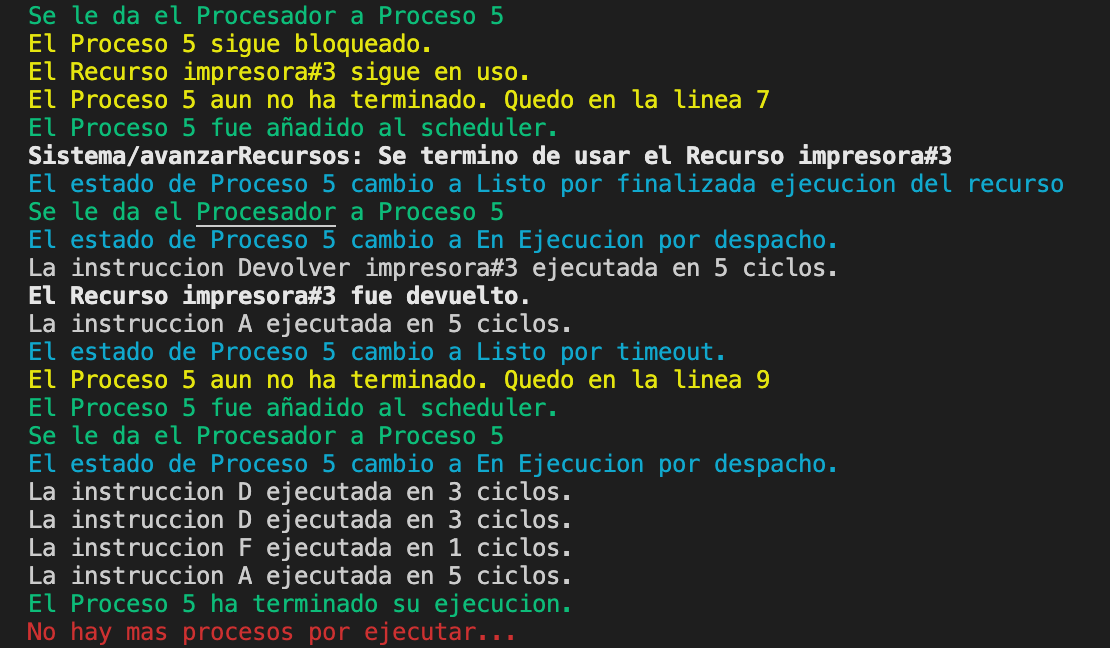 Se le da el Procesador a Proceso 5
El Proceso 5 sigue bloqueado.
El Recurso impresora#3 sigue en uso.
El Proceso 5 aun no ha terminado. Quedo en la linea 7
El Proceso 5 fue añadido al scheduler.
Sistema/avanzarRecursos: Se termino de usar el Recurso impresora#3
El estado de Proceso 5 cambio a Listo por finalizada ejecucion del recurso
Se le da el Procesador a Proceso 5
El estado de Proceso 5 cambio a En Ejecucion por despacho.
La instruccion Devolver impresora#3 ejecutada en 5 ciclos.
El Recurso impresora#3 fue devuelto.
La instruccion A ejecutada en 5 ciclos.
El estado de Proceso 5 cambio a Listo por timeout.
El Proceso 5 aun no ha terminado. Quedo en la linea 9
El Proceso 5 fue añadido al scheduler.
Se le da el Procesador a Proceso 5
El estado de Proceso 5 cambio a En Ejecucion por despacho.
La instruccion D ejecutada en 3 ciclos.
La instruccion D ejecutada en 3 ciclos.
La instruccion F ejecutada en 1 ciclos.
La instruccion A ejecutada en 5 ciclos.
El Proceso 5 ha terminado su ejecucion.
No hay mas procesos por ejecutar...